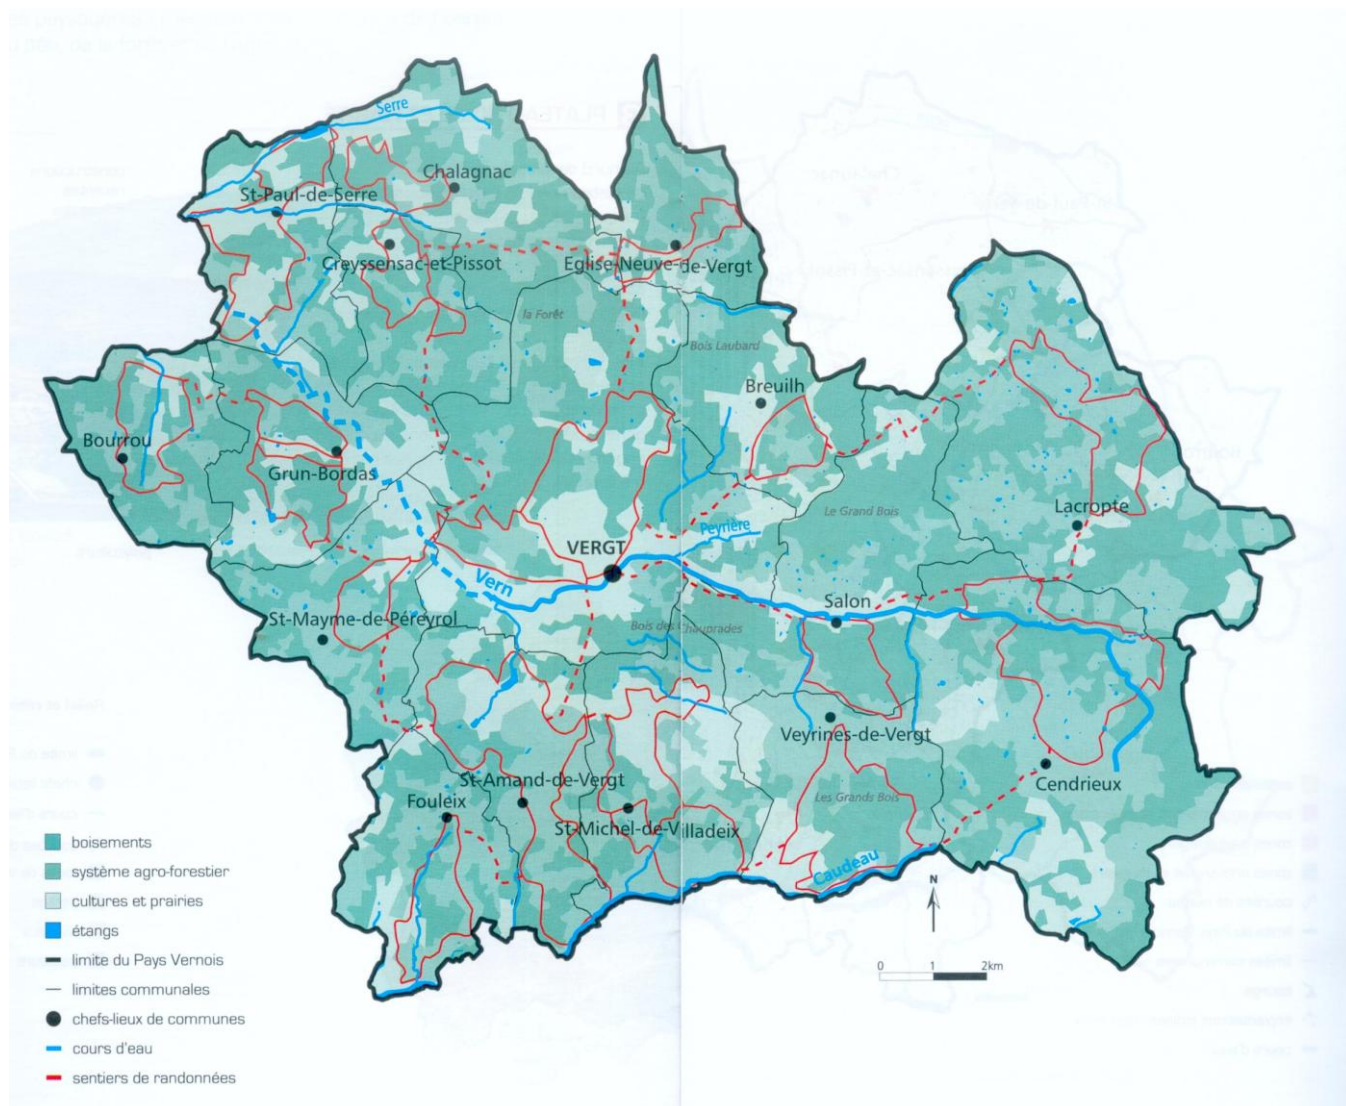 Serre
Chalagnac
St-Paul-de-Serre
Creyssensac-et-Pissot
Eglise-Neuve-de-Vergt
la Forêt
Bois Laubard
Breuilh
Bourrou
Grun-Bordas
Lacropte
Le Grand Bois
Peyrière
VERGT
Vern
Salon
St-Mayme-de-Péreyrol
Bois des Chauprades
Veyrines-de-Vergt
St-Amand-de-Vergt
Cendrieux
Fouleix
Les Grands Bois
St-Michel-de-Villadeix
Caudeau
N
0 1 2km
boisements
système agro-forestier
cultures et prairies
étangs
limite du Pays Vernois
limites communales
chefs-lieux de communes
cours d'eau
sentiers de randonnées